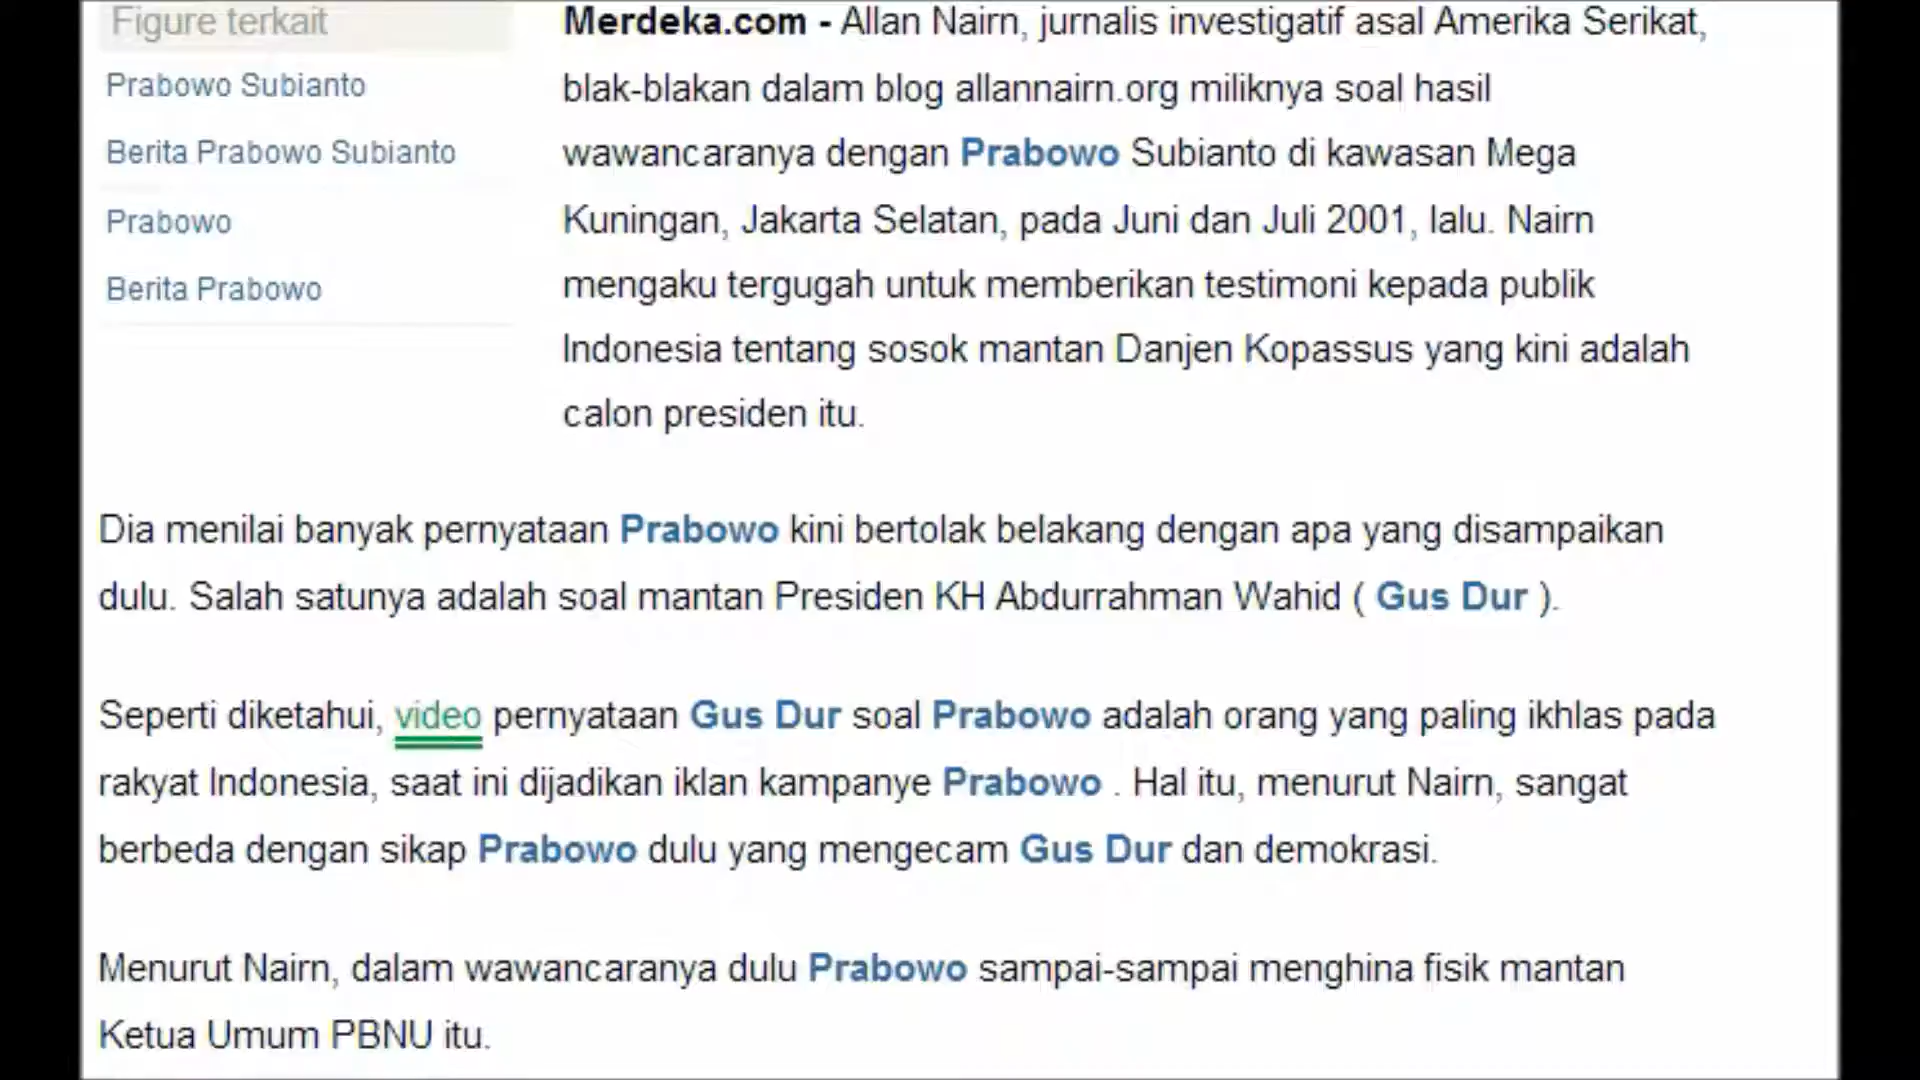 Figure terkait
Prabowo Subianto
Berita Prabowo Subianto
Prabowo
Berita Prabowo
Merdeka.com - Allan Nairn, jurnalis investigatif asal Amerika Serikat,
blak-blakan dalam blog allannairn.org miliknya soal hasil
wawancaranya dengan Prabowo Subianto di kawasan Mega
Kuningan, Jakarta Selatan, pada Juni dan Juli 2001, lalu. Nairn
mengaku tergugah untuk memberikan testimoni kepada publik
Indonesia tentang sosok mantan Danjen Kopassus yang kini adalah
calon presiden itu.
Dia menilai banyak pernyataan Prabowo kini bertolak belakang dengan apa yang disampaikan
dulu. Salah satunya adalah soal mantan Presiden KH Abdurrahman Wahid ( Gus Dur ).
Seperti diketahui, video pernyataan Gus Dur soal Prabowo adalah orang yang paling ikhlas pada
rakyat Indonesia, saat ini dijadikan iklan kampanye Prabowo . Hal itu, menurut Nairn, sangat
berbeda dengan sikap Prabowo dulu yang mengecam Gus Dur dan demokrasi.
Menurut Nairn, dalam wawancaranya dulu Prabowo sampai-sampai menghina fisik mantan
Ketua Umum PBNU itu.